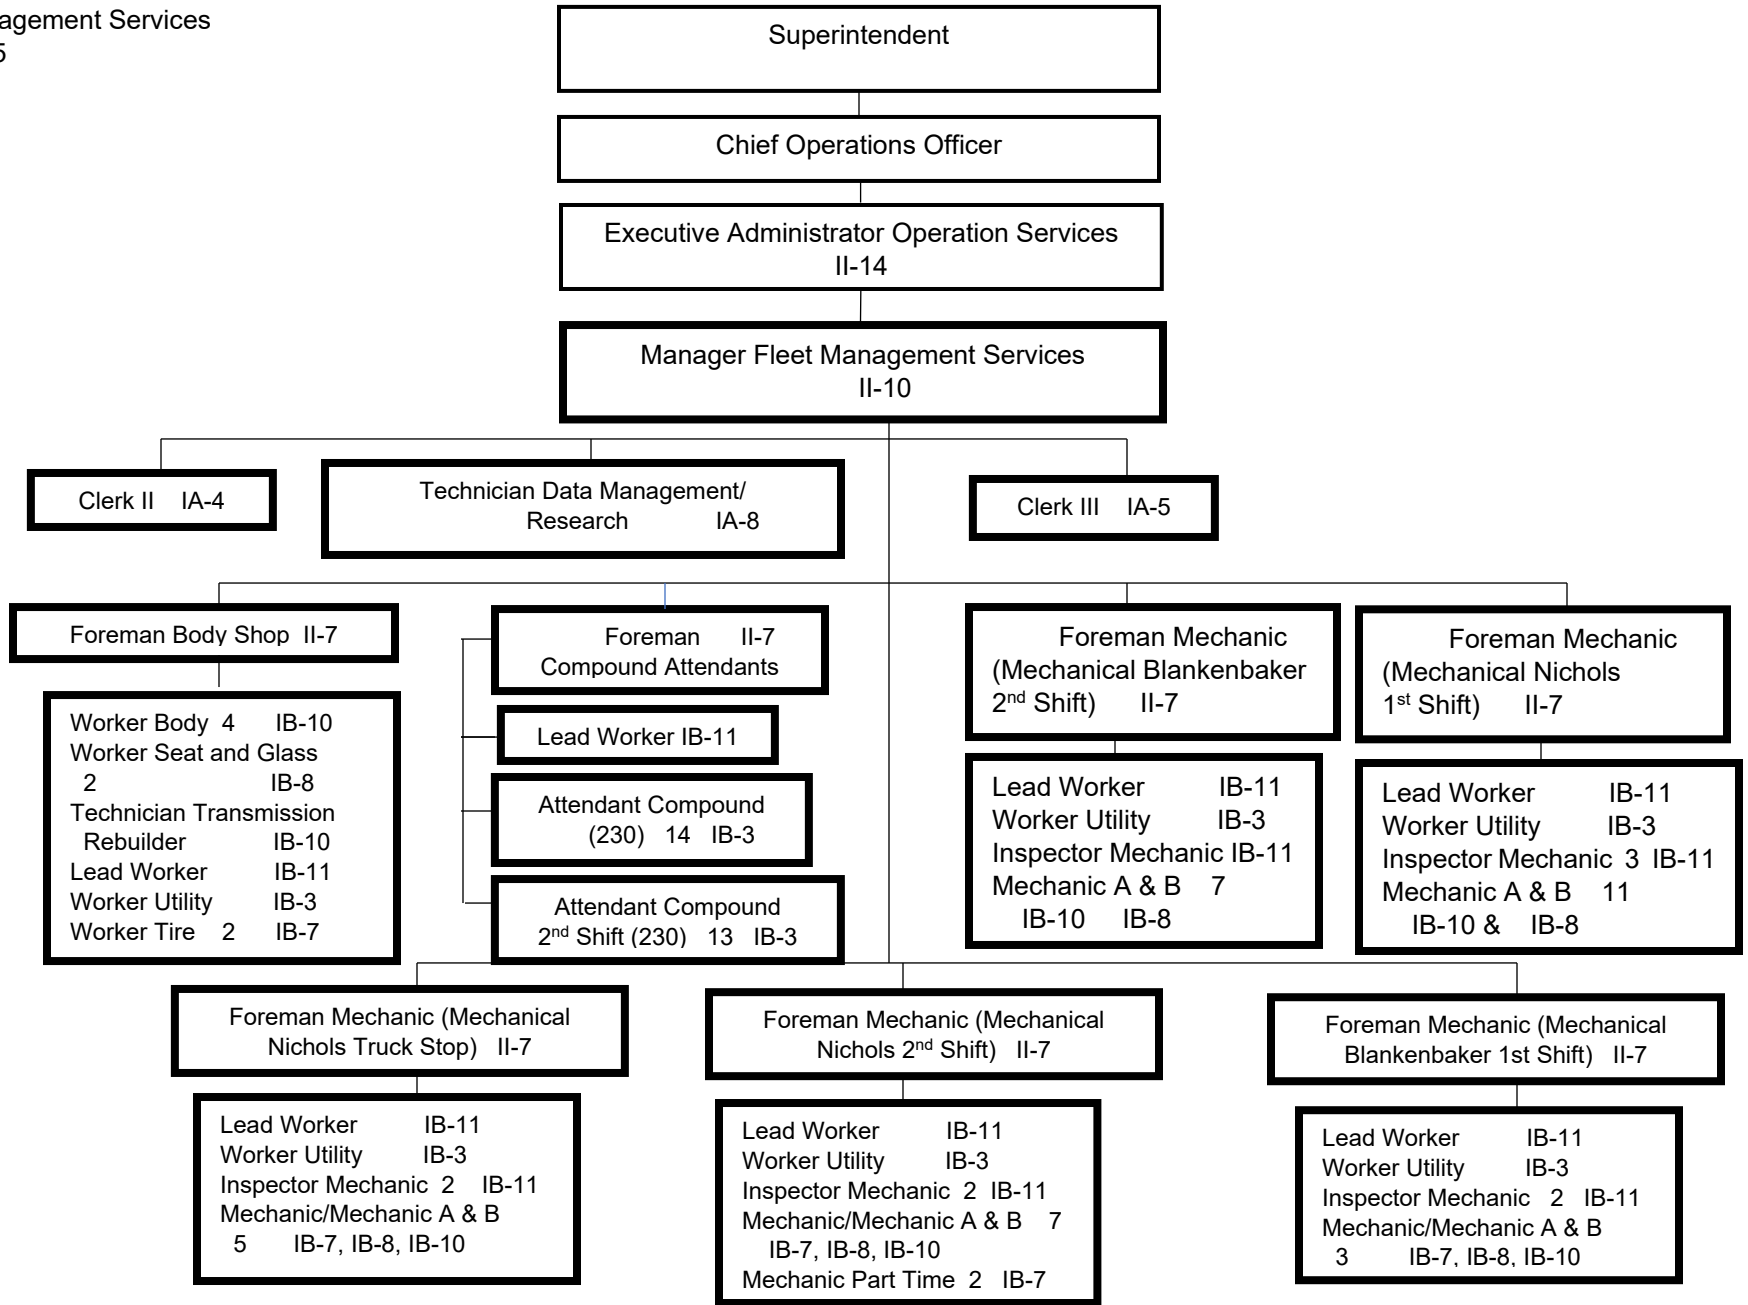 agement Services
5
Superintendent
Chief Operations Officer
Executive Administrator Operation Services
II-14
Manager Fleet Management Services
II-10
Clerk II IA-4
Technician Data Management/
Research IA-8
Clerk III IA-5
Foreman Body Shop II-7
Worker Body 4 IB-10
Worker Seat and Glass
2 IB-8
Technician Transmission
Rebuilder IB-10
Lead Worker IB-11
Worker Utility IB-3
Worker Tire 2 IB-7
Foreman II-7
Compound Attendants
Lead Worker IB-11
Attendant Compound
(230) 14 IB-3
Attendant Compound
2nd Shift (230) 13 IB-3
Foreman Mechanic
(Mechanical Blankenbaker
2nd Shift) II-7
Lead Worker IB-11
Worker Utility IB-3
Inspector Mechanic IB-11
Mechanic A & B 7
IB-10 IB-8
Foreman Mechanic
(Mechanical Nichols
1st Shift) II-7
Lead Worker IB-11
Worker Utility IB-3
Inspector Mechanic 3 IB-11
Mechanic A & B 11
IB-10 & IB-8
Foreman Mechanic (Mechanical
Nichols Truck Stop) II-7
Lead Worker IB-11
Worker Utility IB-3
Inspector Mechanic 2 IB-11
Mechanic/Mechanic A & B
5 IB-7, IB-8, IB-10
Foreman Mechanic (Mechanical
Nichols 2nd Shift) II-7
Lead Worker IB-11
Worker Utility IB-3
Inspector Mechanic 2 IB-11
Mechanic/Mechanic A & B 7
IB-7, IB-8, IB-10
Mechanic Part Time 2 IB-7
Foreman Mechanic (Mechanical
Blankenbaker 1st Shift) II-7
Lead Worker IB-11
Worker Utility IB-3
Inspector Mechanic 2 IB-11
Mechanic/Mechanic A & B
3 IB-7, IB-8, IB-10